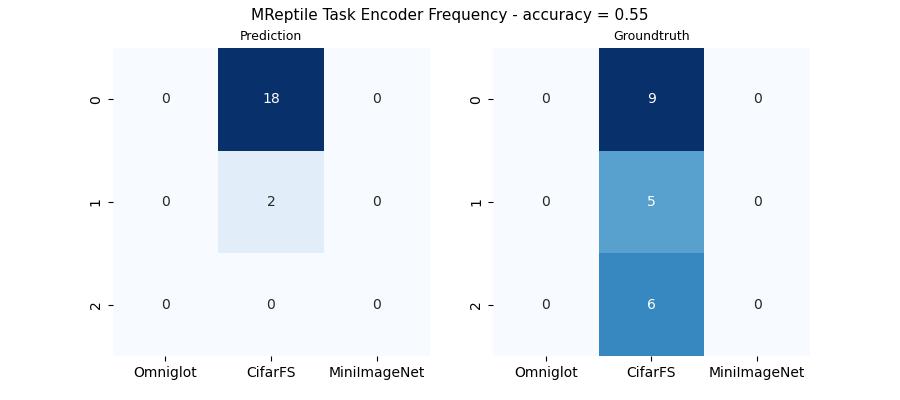 MReptile Task Encoder Frequency - accuracy = 0.55
Prediction
0 0 18 0
1 0 2 0
2 0 0 0
Omniglot CifarFS MiniImageNet
Groundtruth
0 0 9 0
1 0 5 0
2 0 6 0
Omniglot CifarFS MiniImageNet